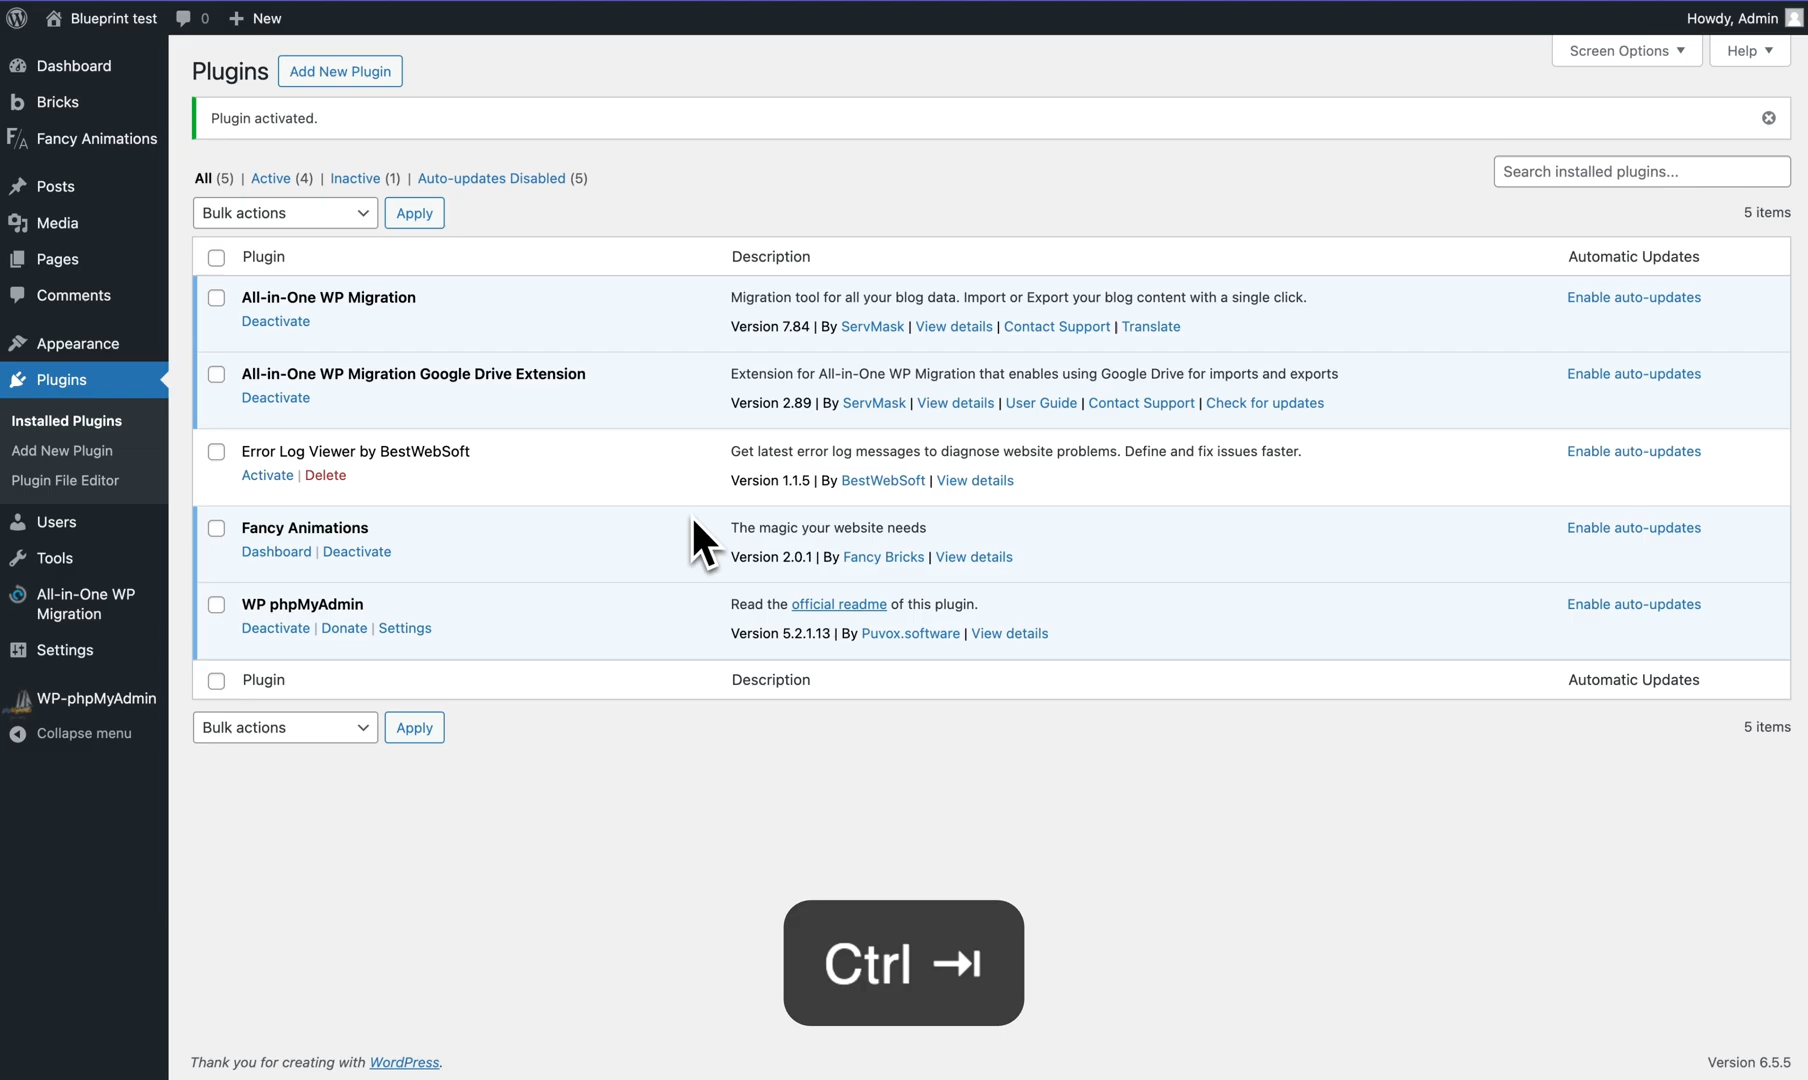 Blueprint test
0
New
Howdy, Admin
Dashboard
Bricks
Fancy Animations
Posts
Media
Pages
Comments
Appearance
Plugins
Installed Plugins
Add New Plugin
Plugin File Editor
Users
Tools
All-in-One WP
Migration
Settings
WP-phpMyAdmin
Collapse menu
Screen Options ▼
Help ▼
Plugins
Add New Plugin
Plugin activated.
All (5) | Active (4) | Inactive (1) | Auto-updates Disabled (5)
Search installed plugins...
Bulk actions
Apply
5 items
Plugin Description Automatic Updates
All-in-One WP Migration
Deactivate
Migration tool for all your blog data. Import or Export your blog content with a single click.
Version 7.84 | By ServMask | View details | Contact Support | Translate
Enable auto-updates
All-in-One WP Migration Google Drive Extension
Deactivate
Extension for All-in-One WP Migration that enables using Google Drive for imports and exports
Version 2.89 | By ServMask | View details | User Guide | Contact Support | Check for updates
Enable auto-updates
Error Log Viewer by BestWebSoft
Activate | Delete
Get latest error log messages to diagnose website problems. Define and fix issues faster.
Version 1.1.5 | By BestWebSoft | View details
Enable auto-updates
Fancy Animations
Dashboard | Deactivate
The magic your website needs
Version 2.0.1 | By Fancy Bricks | View details
Enable auto-updates
WP phpMyAdmin
Deactivate | Donate | Settings
Read the official readme of this plugin.
Version 5.2.1.13 | By Puvox.software | View details
Enable auto-updates
Plugin Description Automatic Updates
Bulk actions
Apply
5 items
Ctrl ⇥
Thank you for creating with WordPress.
Version 6.5.5